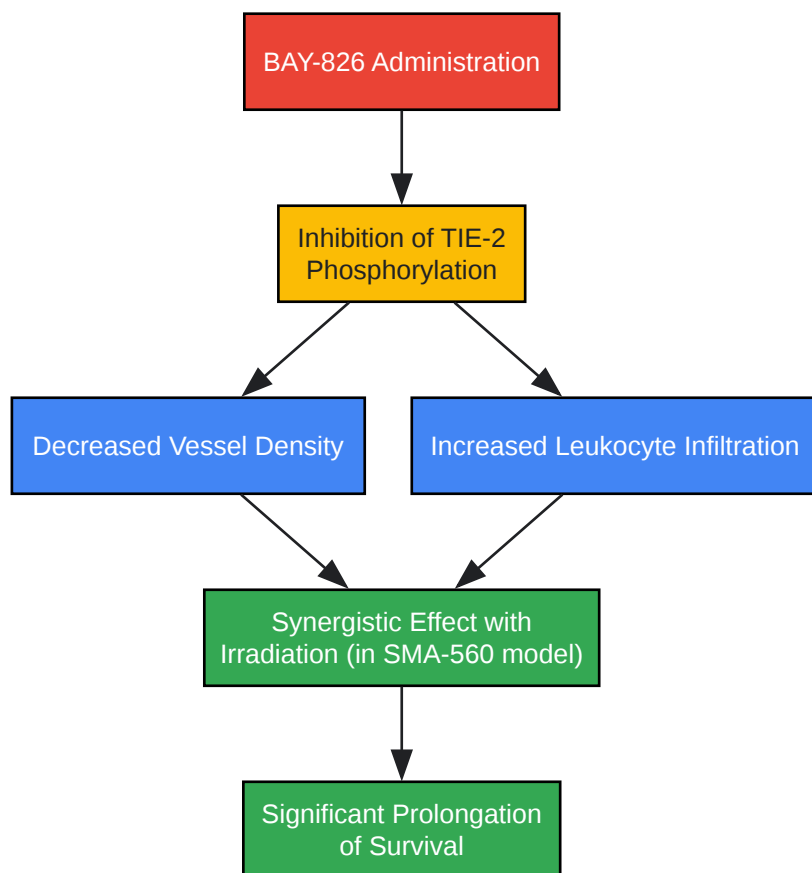 BAY-826 Administration
Inhibition of TIE-2
Phosphorylation
Decreased Vessel Density
Increased Leukocyte Infiltration
Synergistic Effect with
Irradiation (in SMA-560 model)
Significant Prolongation
of Survival